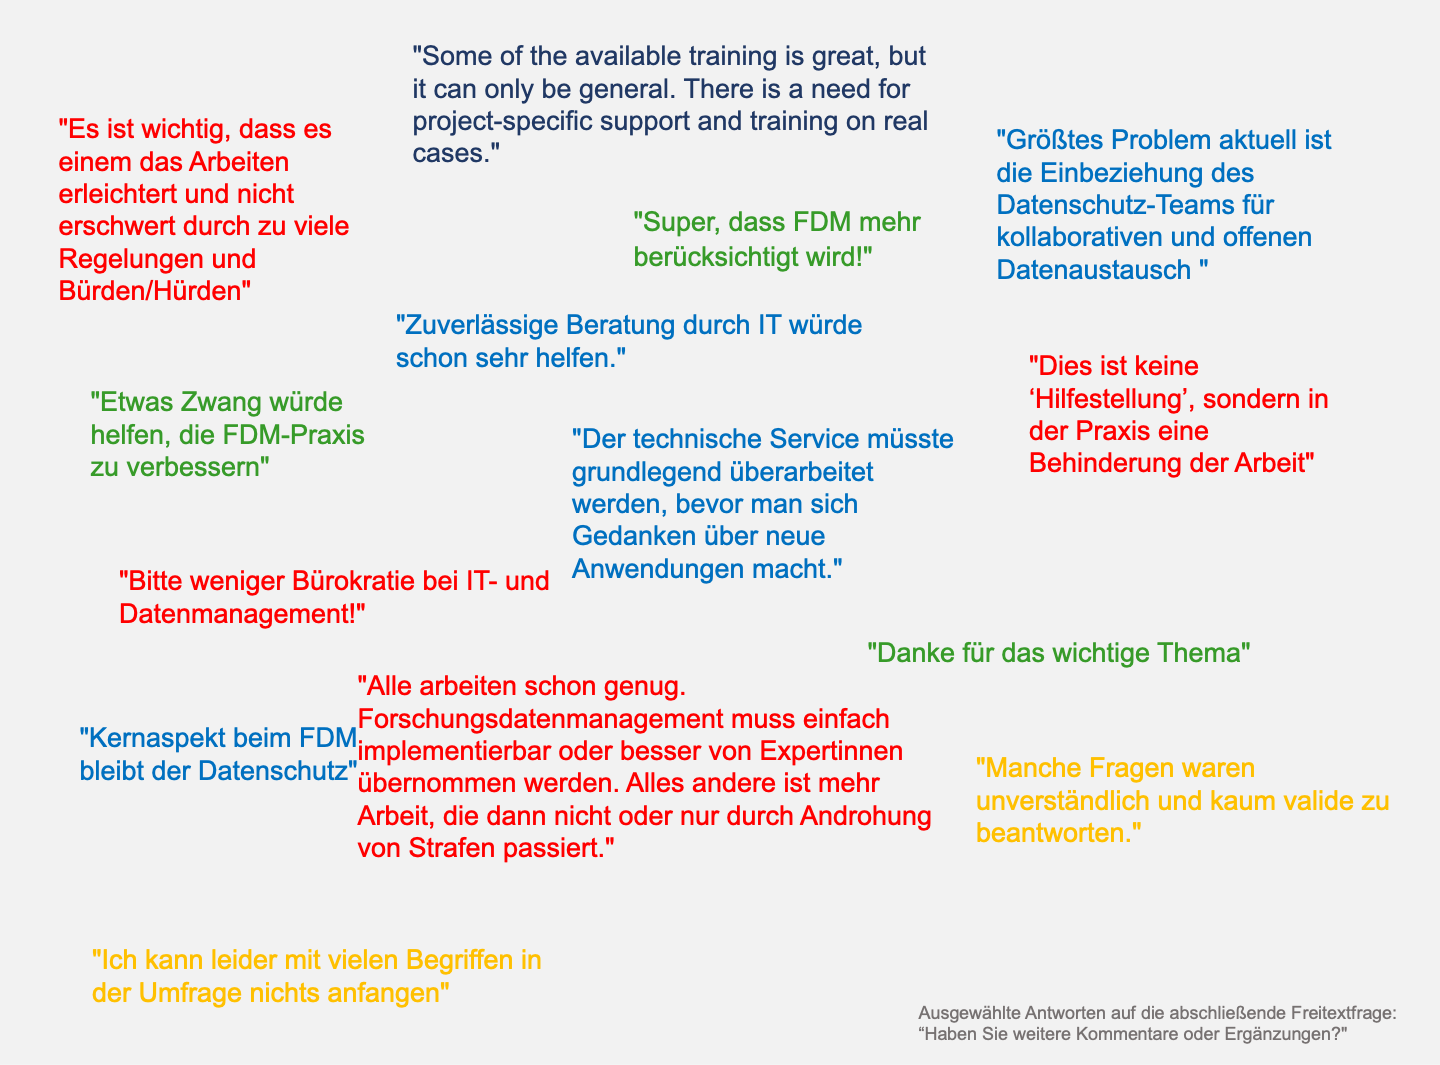 "Some of the available training is great, but
it can only be general. There is a need for
project-specific support and training on real
cases."
"Es ist wichtig, dass es
einem das Arbeiten
erleichtert und nicht
erschwert durch zu viele
Regelungen und
Bürden/Hürden"
"Größtes Problem aktuell ist
die Einbeziehung des
Datenschutz-Teams für
kollaborativen und offenen
Datenaustausch "
"Super, dass FDM mehr
berücksichtigt wird!"
"Zuverlässige Beratung durch IT würde
schon sehr helfen."
"Dies ist keine
‘Hilfestellung’, sondern in
der Praxis eine
Behinderung der Arbeit"
"Etwas Zwang würde
helfen, die FDM-Praxis
zu verbessern"
"Der technische Service müsste
grundlegend überarbeitet
werden, bevor man sich
Gedanken über neue
Anwendungen macht."
"Bitte weniger Bürokratie bei IT- und
Datenmanagement!"
"Danke für das wichtige Thema"
"Alle arbeiten schon genug.
Forschungsdatenmanagement muss einfach
implementierbar oder besser von Expertinnen
übernommen werden. Alles andere ist mehr
Arbeit, die dann nicht oder nur durch Androhung
von Strafen passiert."
"Kernaspekt beim FDM
bleibt der Datenschutz"
"Manche Fragen waren
unverständlich und kaum valide zu
beantworten."
"Ich kann leider mit vielen Begriffen in
der Umfrage nichts anfangen"
Ausgewählte Antworten auf die abschließende Freitextfrage:
“Haben Sie weitere Kommentare oder Ergänzungen?"